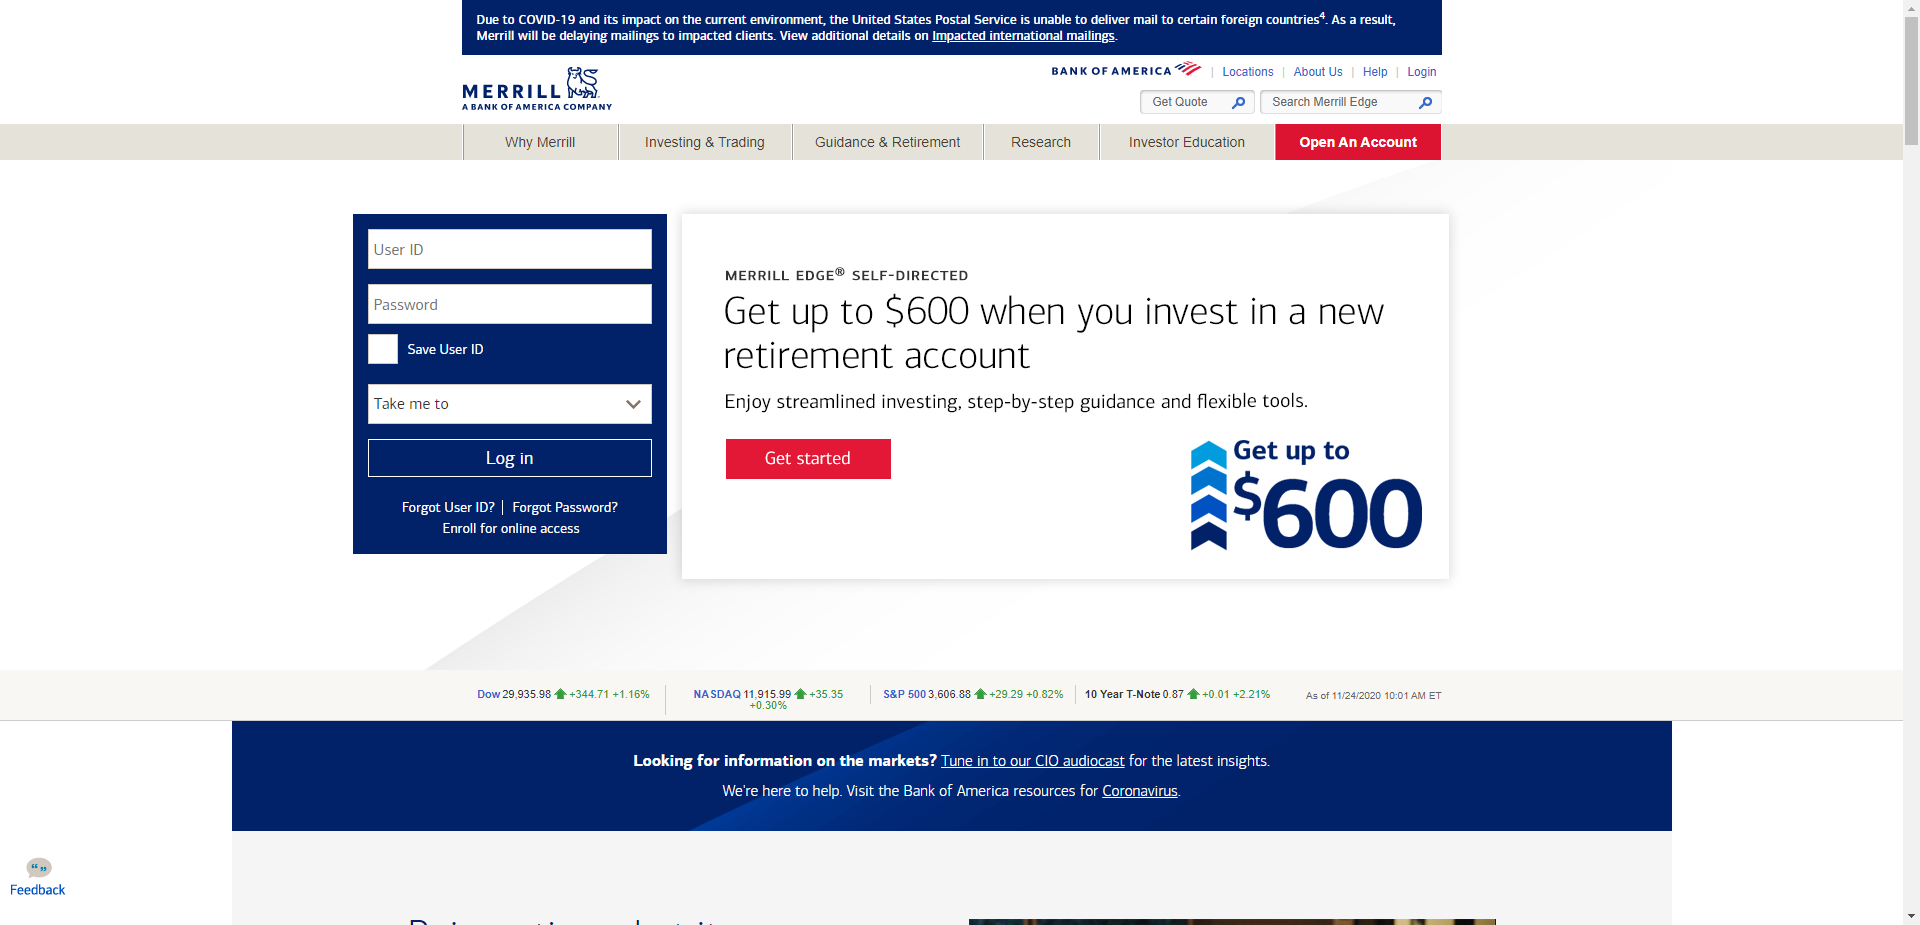 Due to COVID-19 and its impact on the current environment, the United States Postal Service is unable to deliver mail to certain foreign countries4. As a result,
Merrill will be delaying mailings to impacted clients. View additional details on Impacted international mailings.
MERRILL
A BANK OF AMERICA COMPANY
BANK OF AMERICA | Locations | About Us | Help | Login
Get Quote
Search Merrill Edge
Why Merrill
Investing & Trading
Guidance & Retirement
Research
Investor Education
Open An Account
User ID
Password
Save User ID
Take me to
Log in
Forgot User ID? | Forgot Password?
Enroll for online access
MERRILL EDGE® SELF-DIRECTED
Get up to $600 when you invest in a new
retirement account
Enjoy streamlined investing, step-by-step guidance and flexible tools.
Get started
Get up to
$600
Dow 29,935.98 +344.71 +1.16%
NASDAQ 11,915.99 +35.35
+0.30%
S&P 500 3,606.88 +29.29 +0.82%
10 Year T-Note 0.87 +0.01 +2.21%
As of 11/24/2020 10:01 AM ET
Looking for information on the markets? Tune in to our CIO audiocast for the latest insights.
We're here to help. Visit the Bank of America resources for Coronavirus.
Feedback